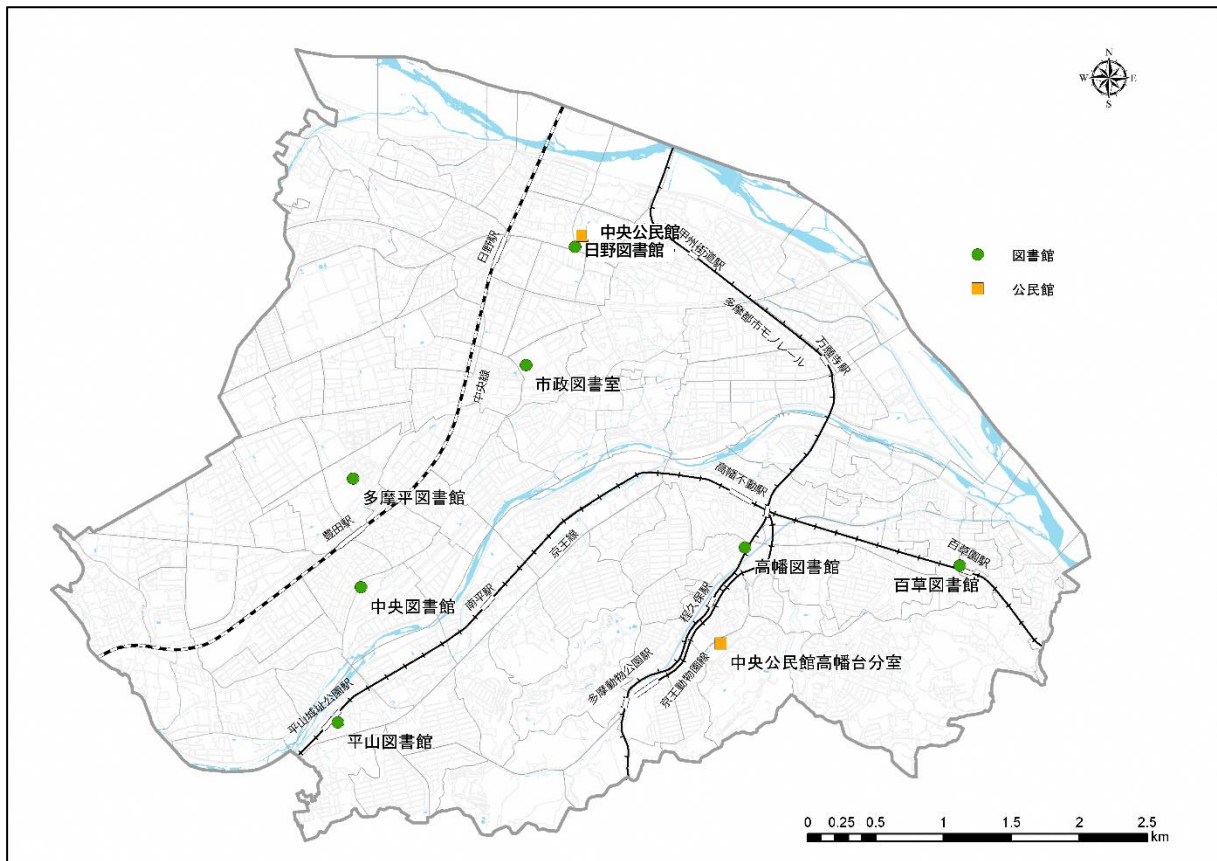 N
W
E
S
中央公民館
日野図書館
日野駅
甲州街道駅
図書館
公民館
多摩都市モノレール
万願寺駅
市政図書室
中央線
多摩平図書館
豊田駅
高幡不動駅
京王線
高幡図書館
百草園駅
百草図書館
中央図書館
南平駅
程久保駅
中央公民館高幡台分室
多摩動物公園駅
京王動物園線
平山城址公園駅
平山図書館
0 0.25 0.5 1 1.5 2 2.5
km